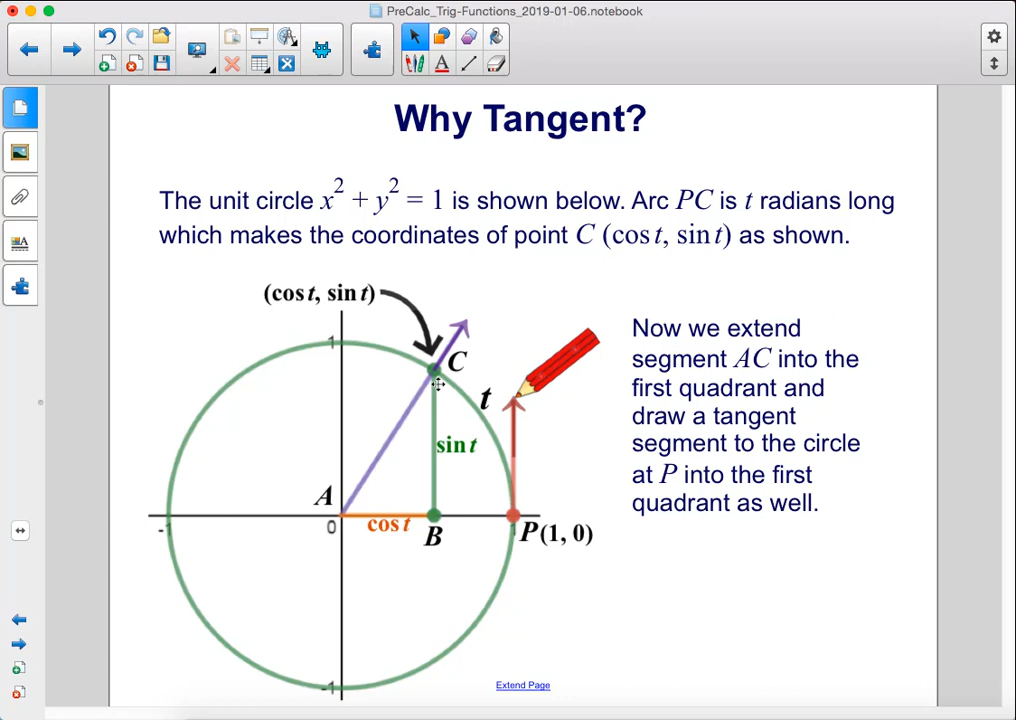 PreCalc_Trig-Functions_2019-01-06.notebook
Why Tangent?
The unit circle x² + y² = 1 is shown below. Arc PC is t radians long
which makes the coordinates of point C (cos t, sin t) as shown.
(cos t, sin t)
1
C
t
sin t
A
-1
0
cos t
B
1
P(1, 0)
-1
Now we extend
segment AC into the
first quadrant and
draw a tangent
segment to the circle
at P into the first
quadrant as well.
Extend Page